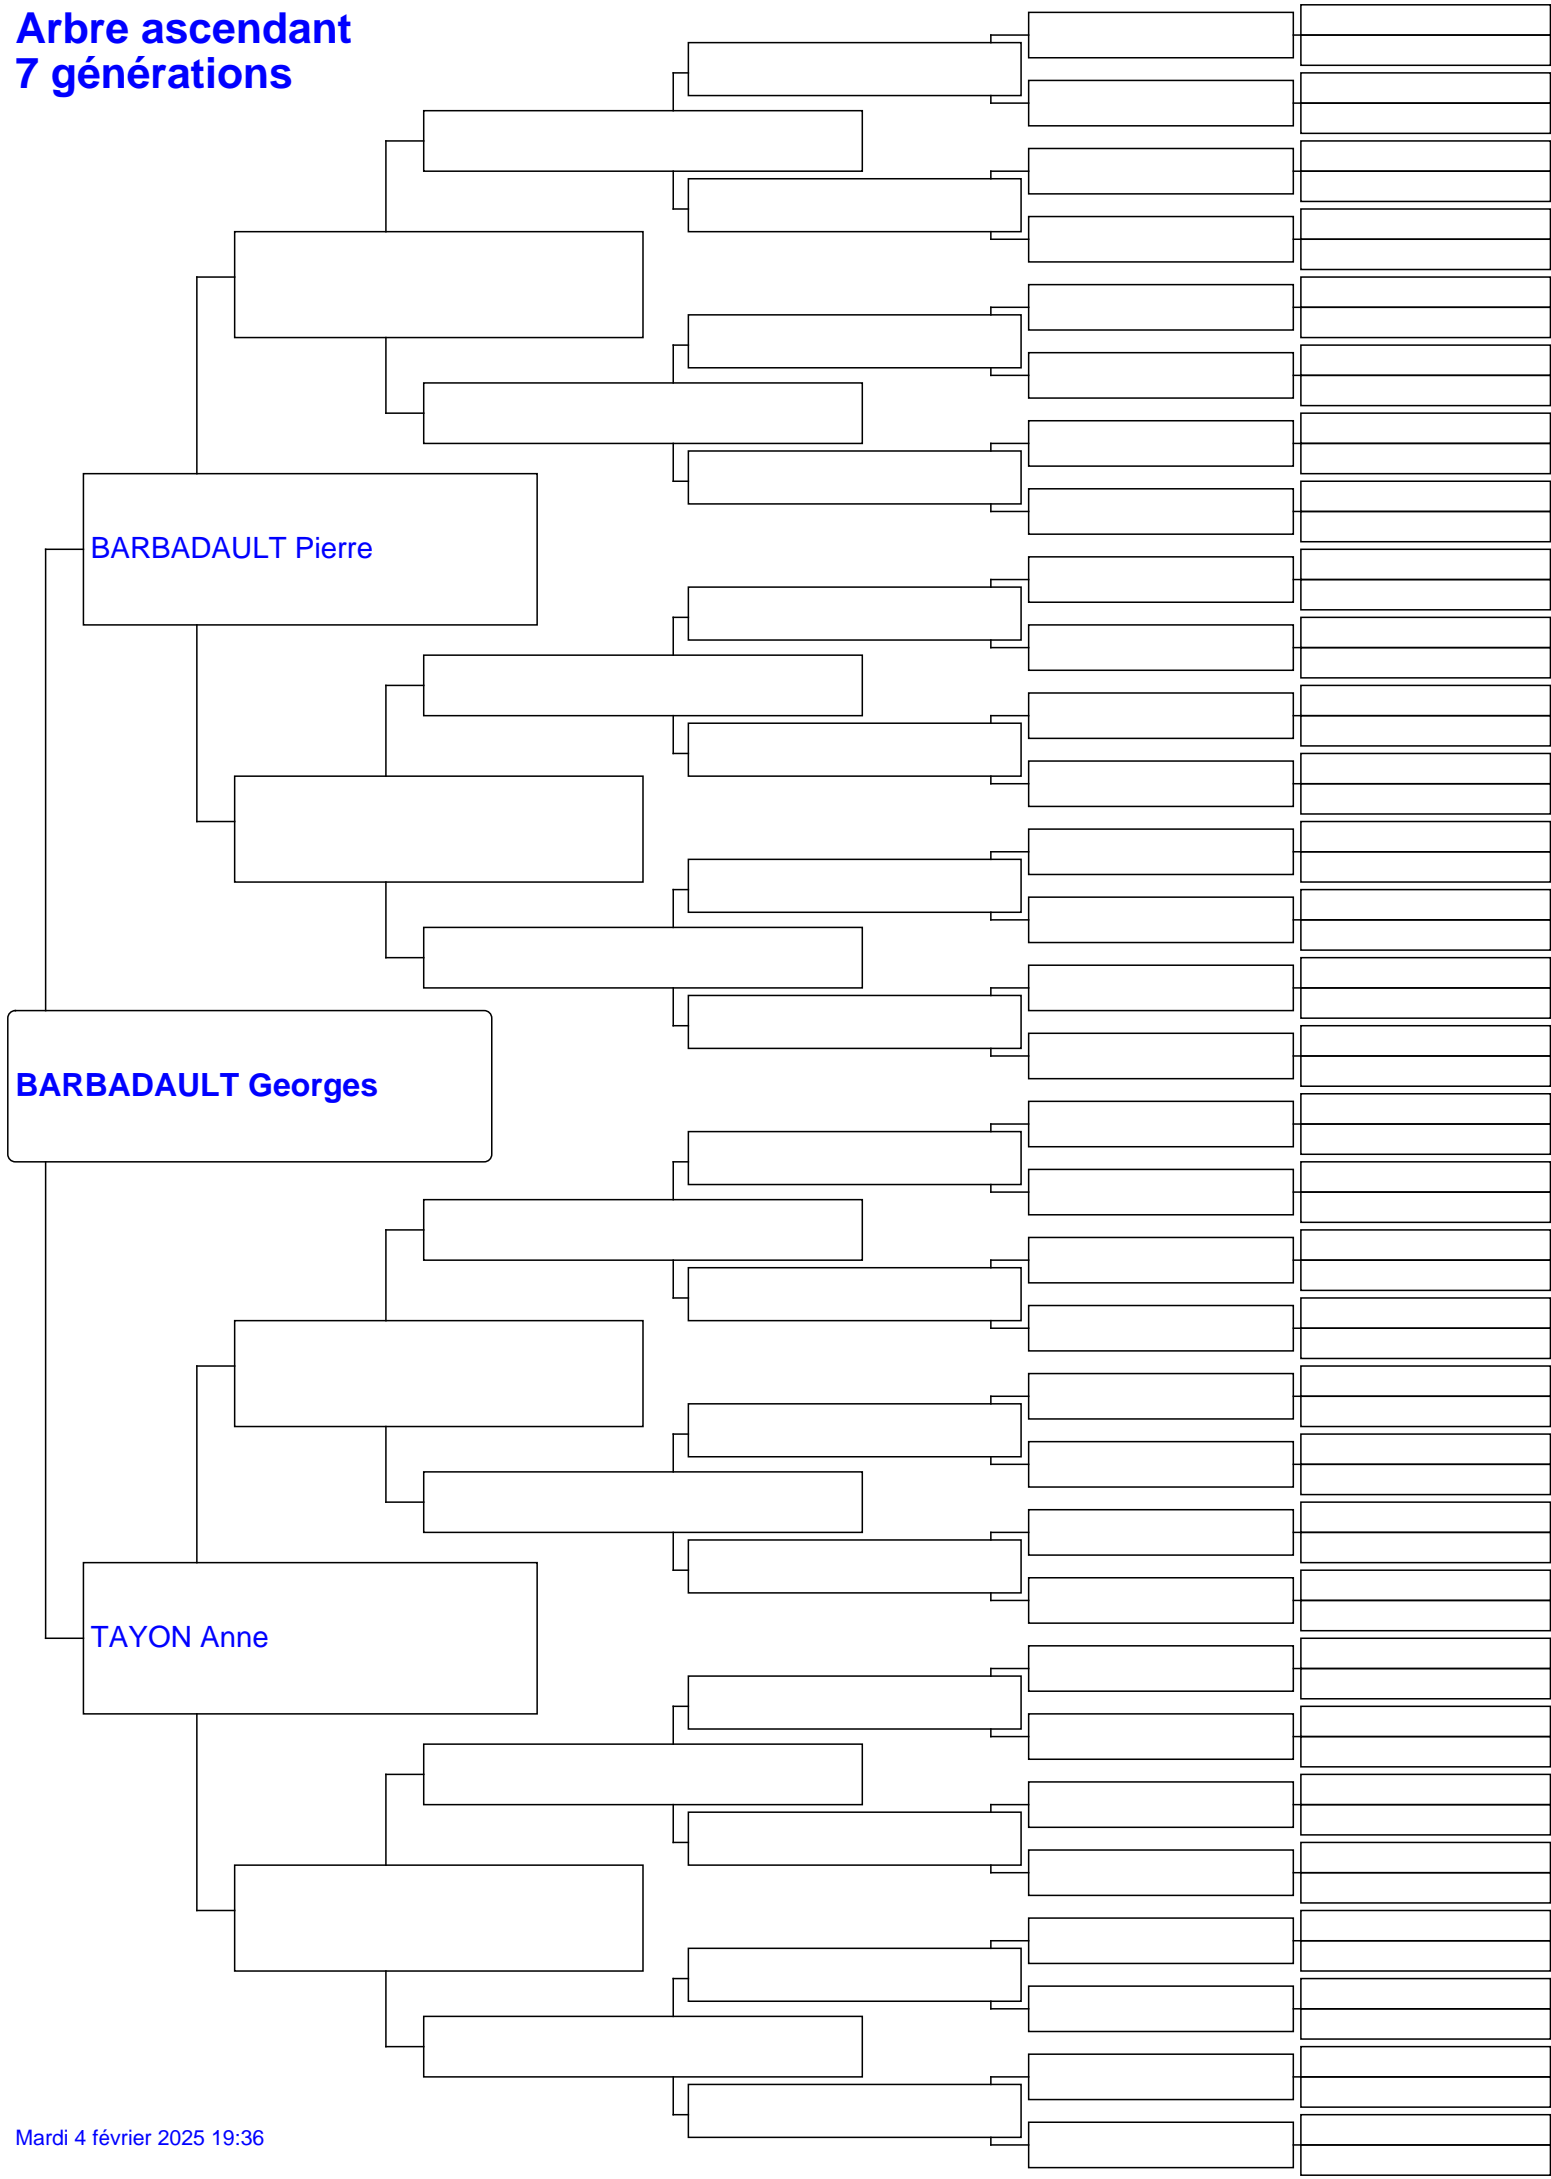 Arbre ascendant
7 générations
BARBADAULT Pierre
BARBADAULT Georges
TAYON Anne
Mardi 4 février 2025 19:36